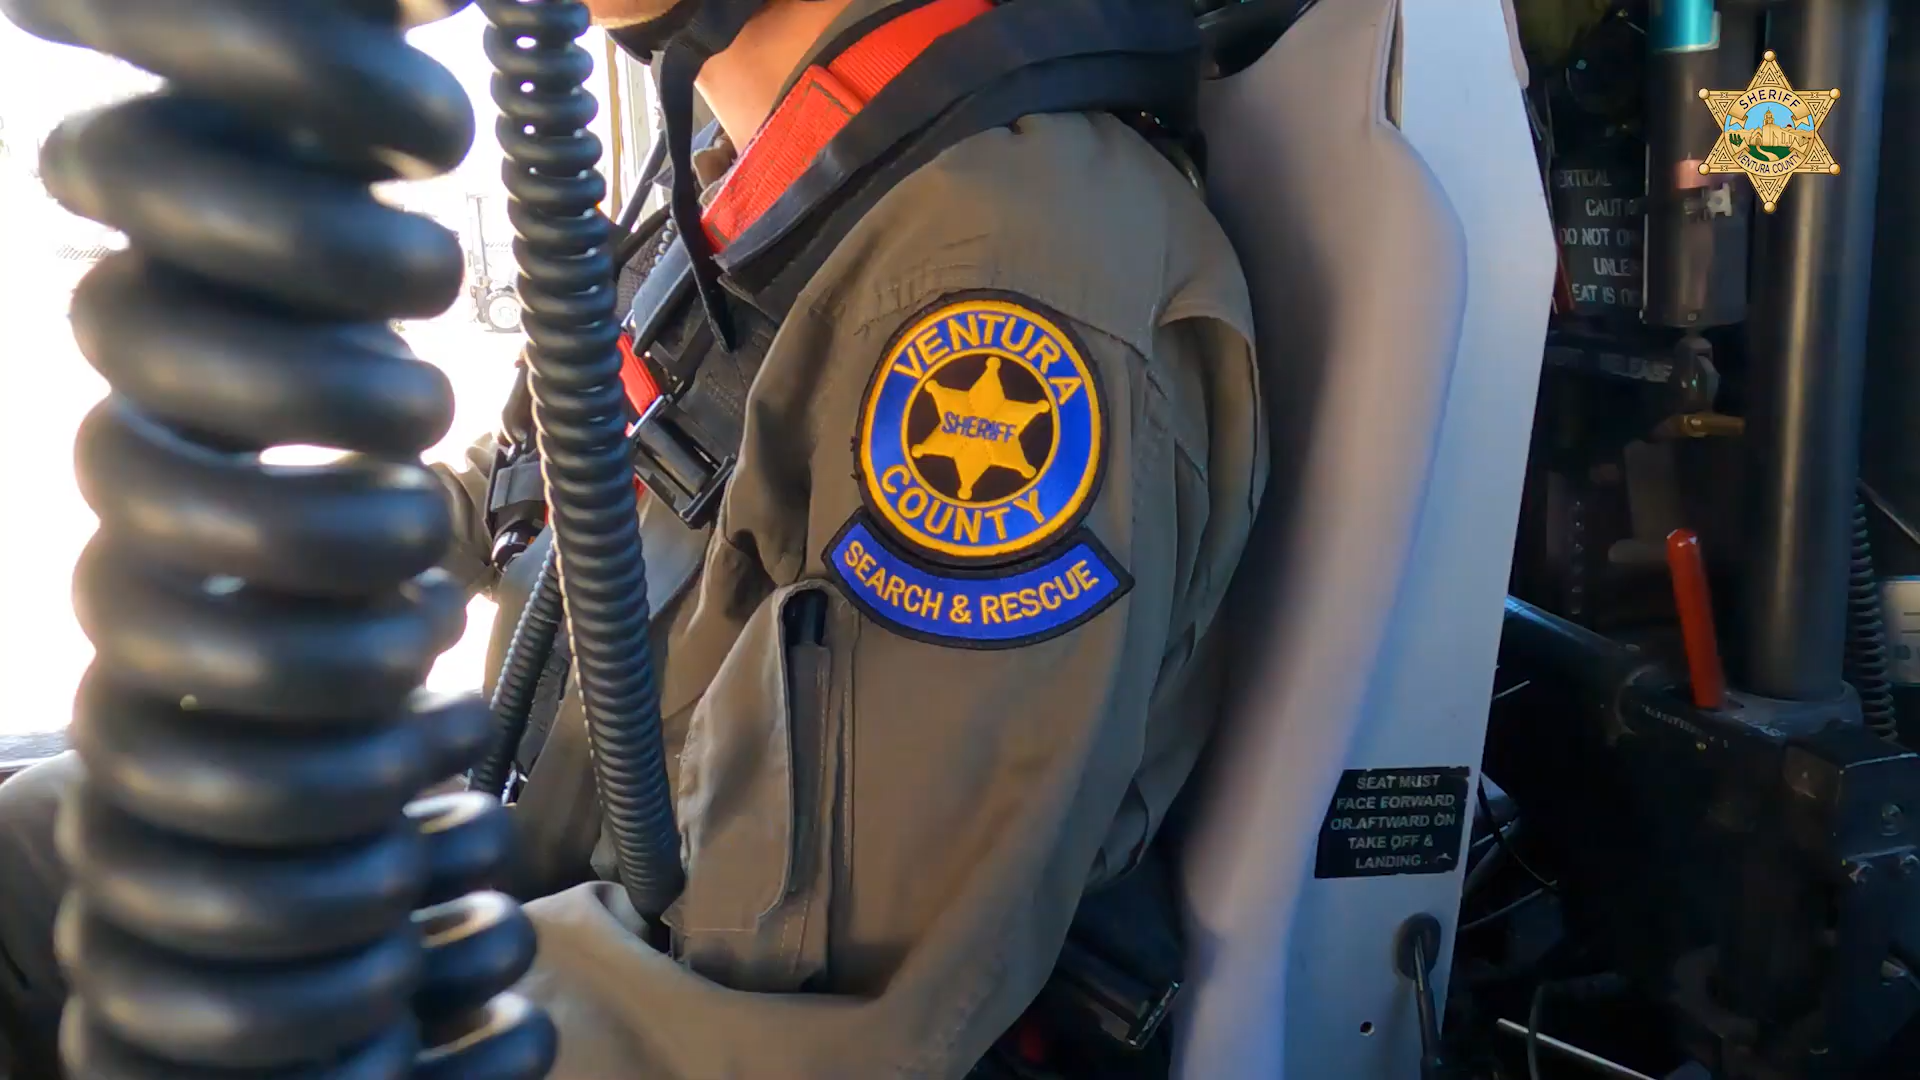 SHERIFF
VENTURA COUNTY
VENTURA
SHERIFF
COUNTY
SEARCH & RESCUE
DO NOT
SEAT MUST
FACE FORWARD
OR AFTWARD ON
TAKE OFF &
LANDING